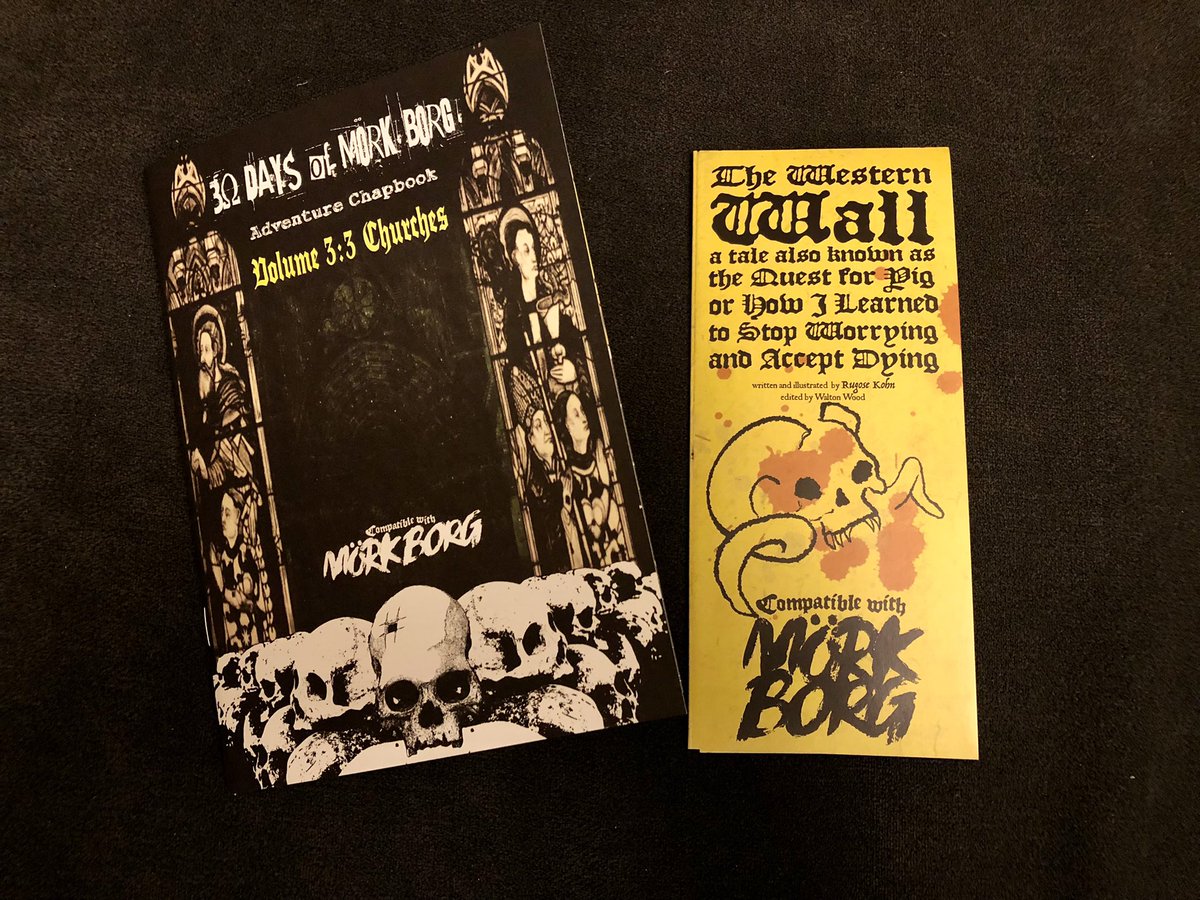 3Ω DAYS of MÖRK BORG
Adventure Chapbook
Volume 3:3 Churches
Compatible with
MÖRK BORG
The Western
Wall
a tale also known as
the Quest for Pig
or How I Learned
to Stop Worrying
and Accept Dying
written and illustrated by Rugose Kohn
edited by Walton Wood
Compatible with
MÖRK
BORG